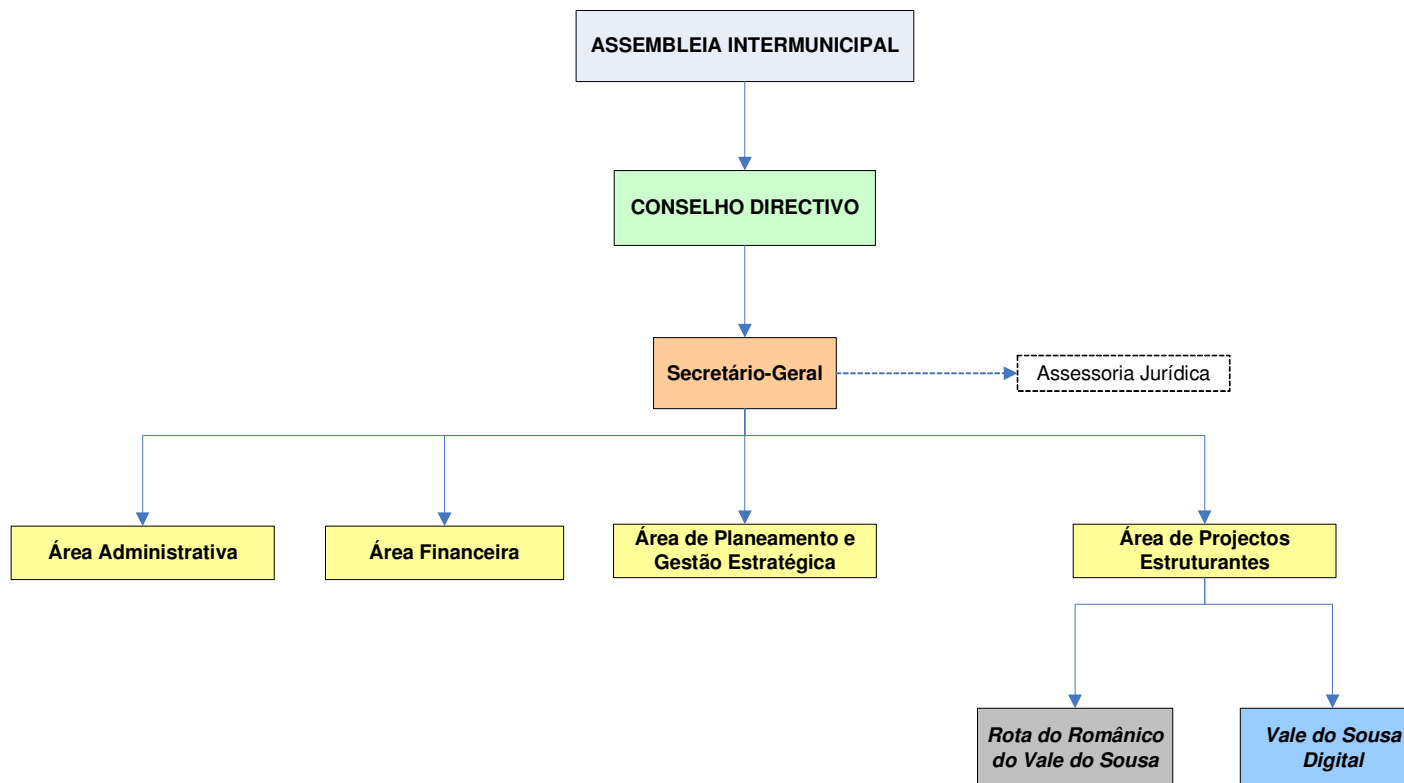 ASSEMBLEIA INTERMUNICIPAL
CONSELHO DIRECTIVO
Secretário-Geral
Assessoria Jurídica
Área Administrativa
Área Financeira
Área de Planeamento e
Gestão Estratégica
Área de Projectos
Estruturantes
Rota do Românico
do Vale do Sousa
Vale do Sousa
Digital